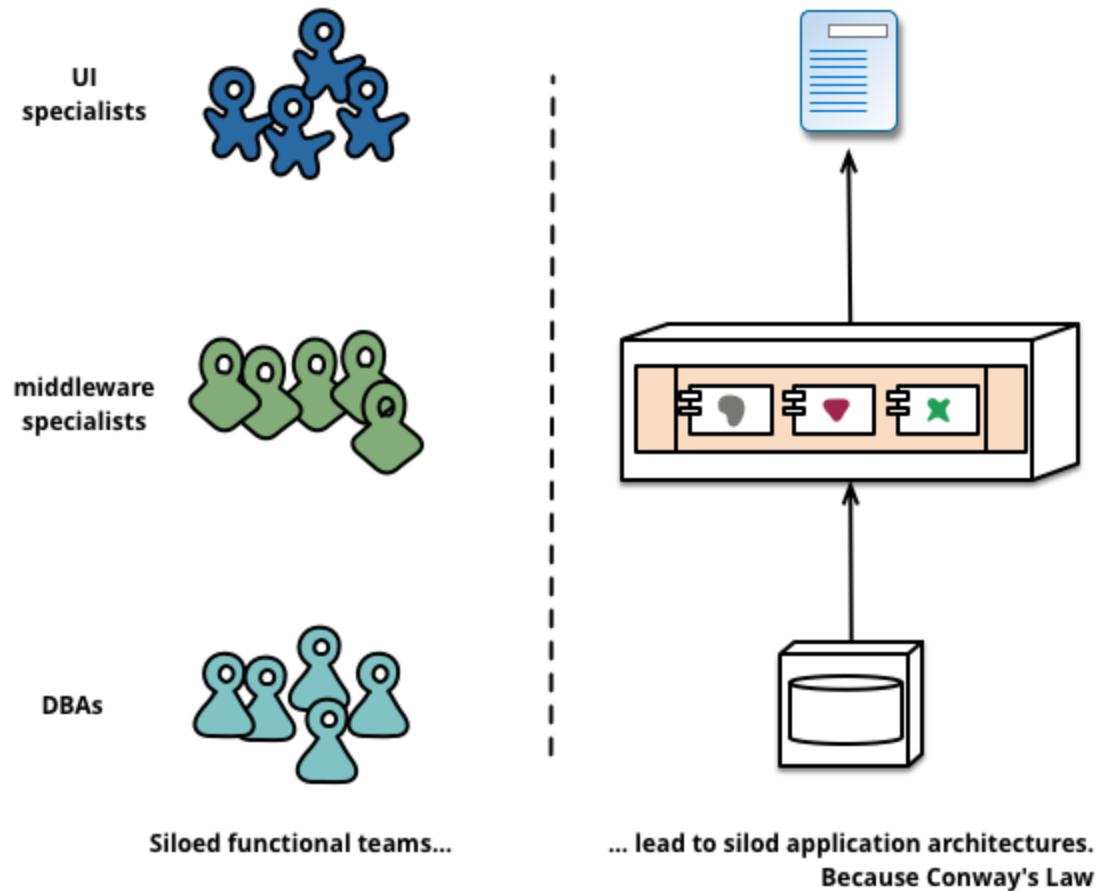 UI
specialists
middleware
specialists
DBAs
Siloed functional teams...
... lead to silod application architectures.
Because Conway's Law